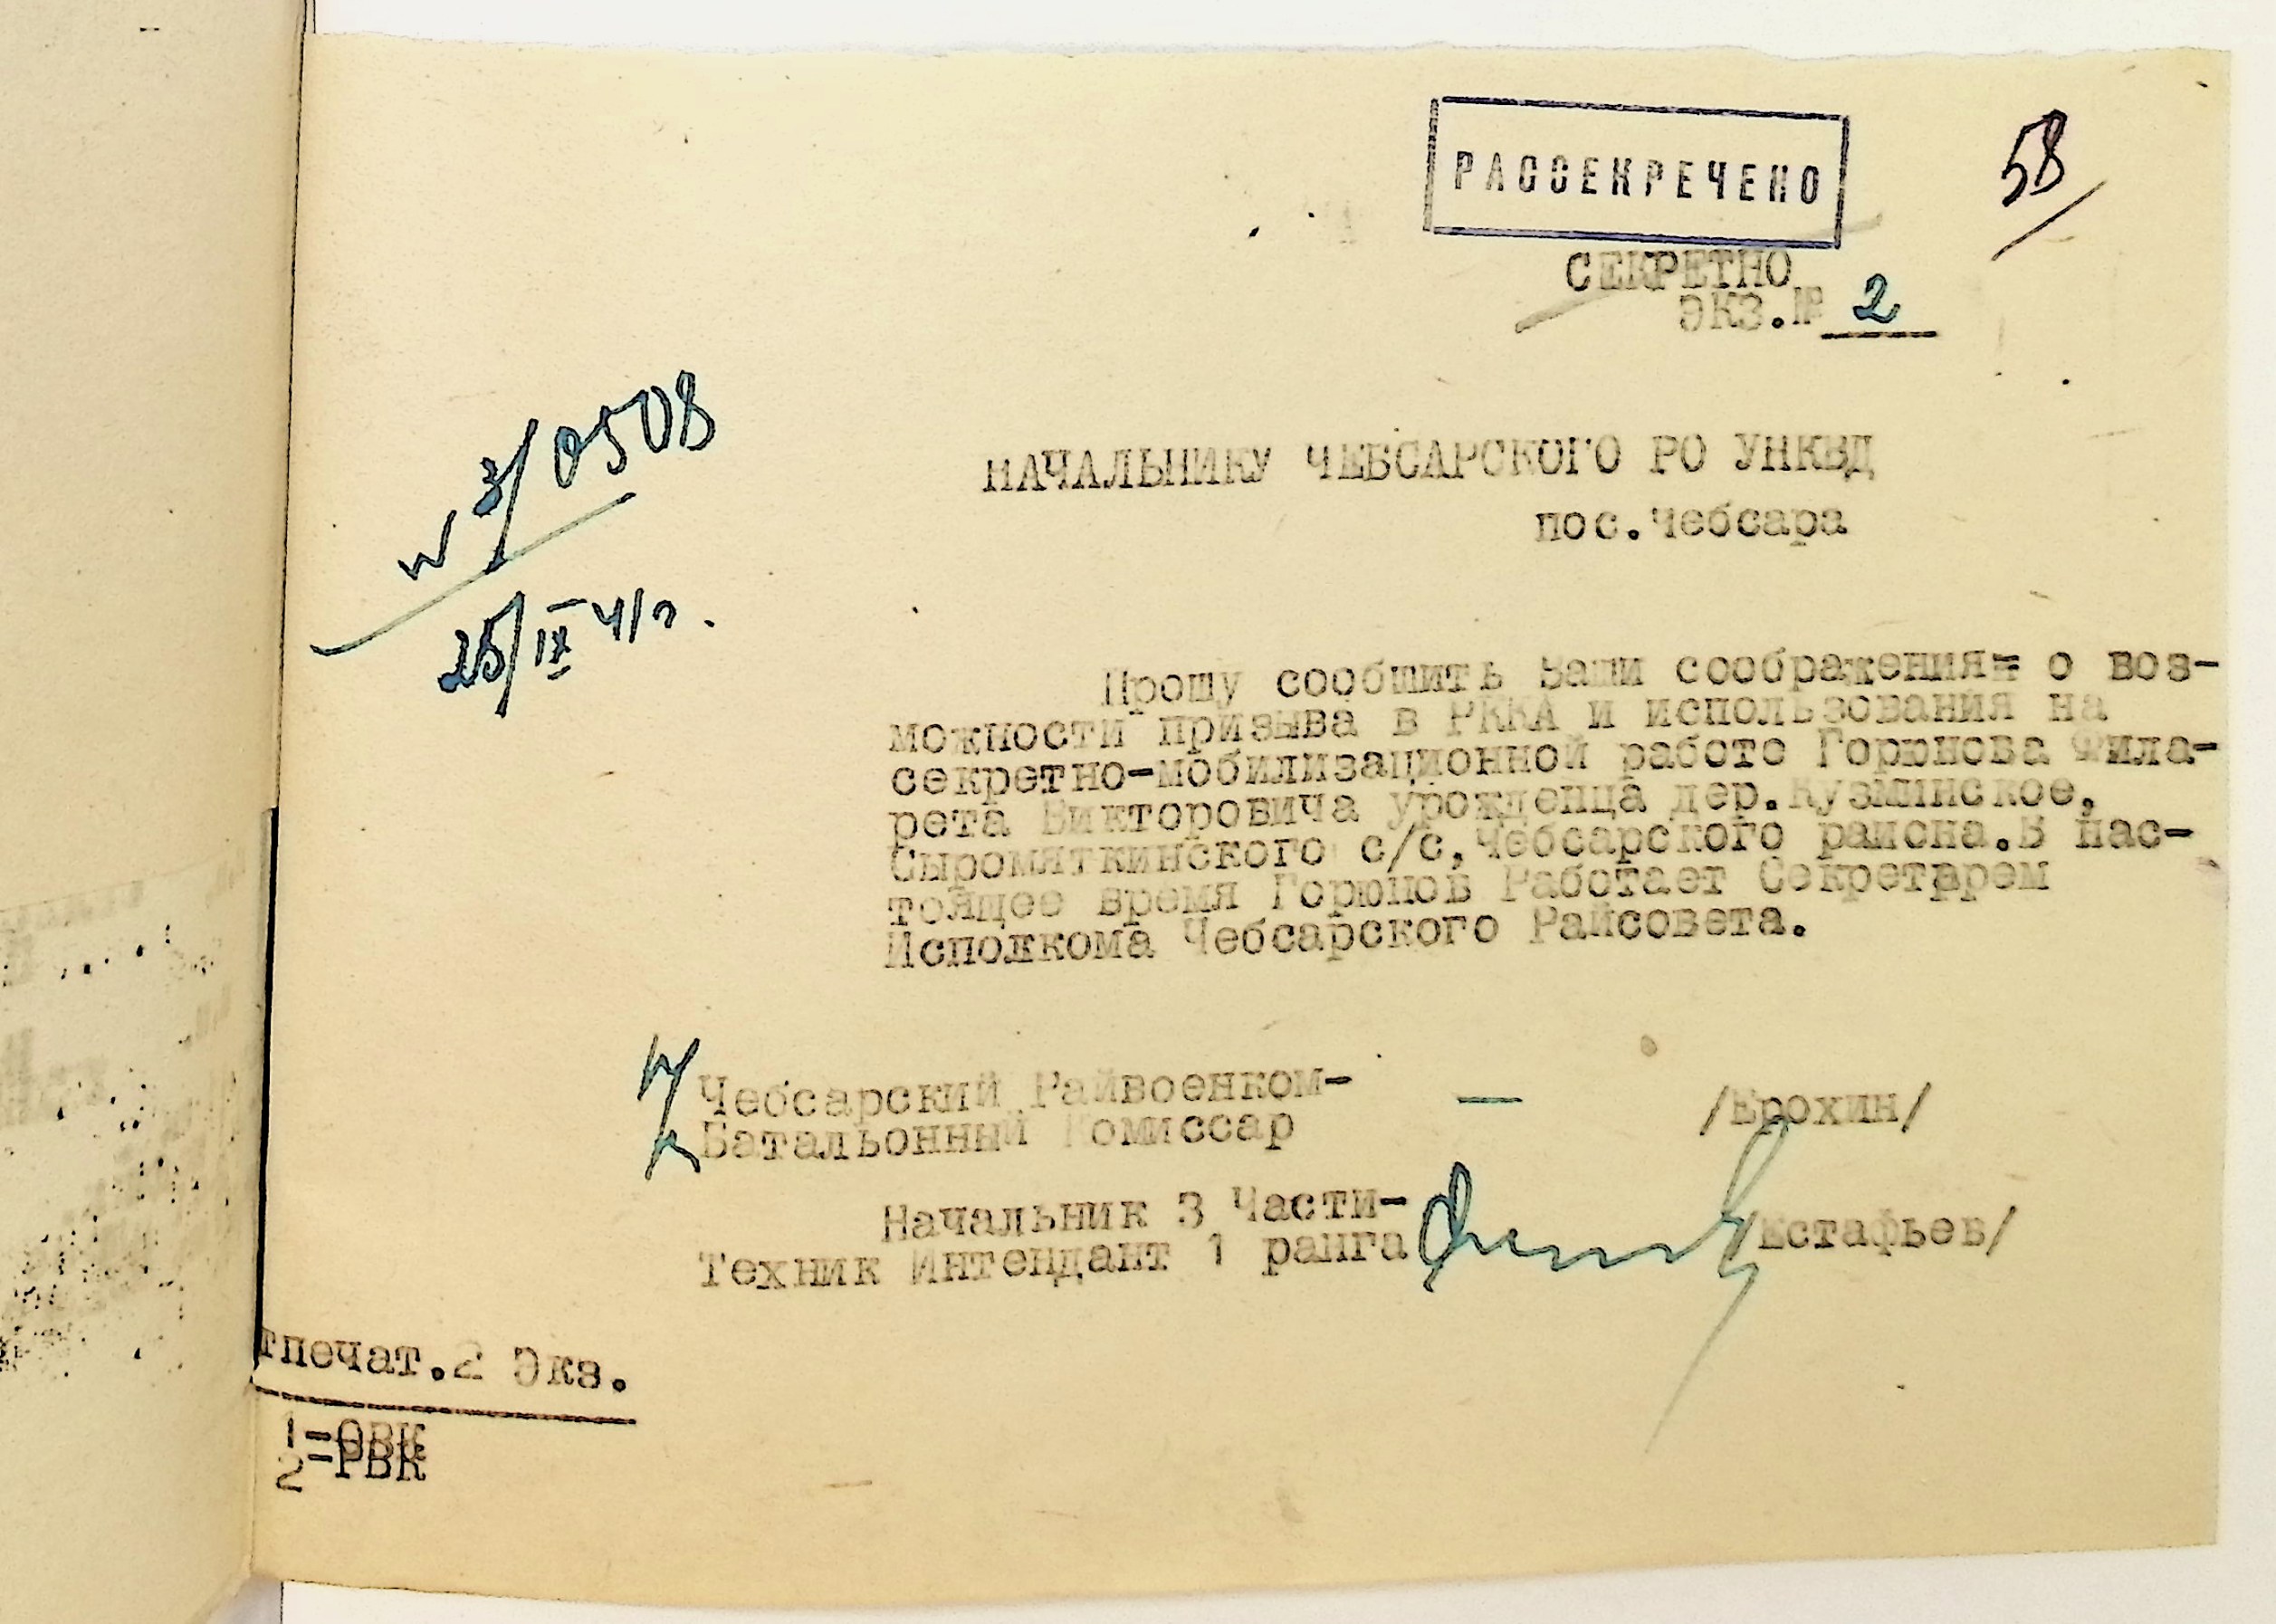 РАССЕКРЕЧЕНО
58
СЕКРЕТНО
ЭКЗ.№ 2
№ 3/0508
25/IX 41 г.
НАЧАЛЬНИКУ ЧЕБСАРСКОГО РО УНКВД
пос.Чебсара
Прошу сообщить Ваши соображения= о воз-
можности призыва в РККА и использования на
секретно-мобилизационной работе Горюнова Фила-
рета Викторовича урожденца дер.Кузминское,
Сыромяткинского с/с,Чебсарского района.В нас-
тоящее время Горюнов Работает Секретарем
Исполкома Чебсарского Райсовета.
Чебсарский Райвоенком-
Батальонный Комиссар — /Ерохин/
Начальник 3 Части-
Техник Интендант 1 ранга /Естафьев/
тпечат.2 Экз.
1-ОВК
2-РВК